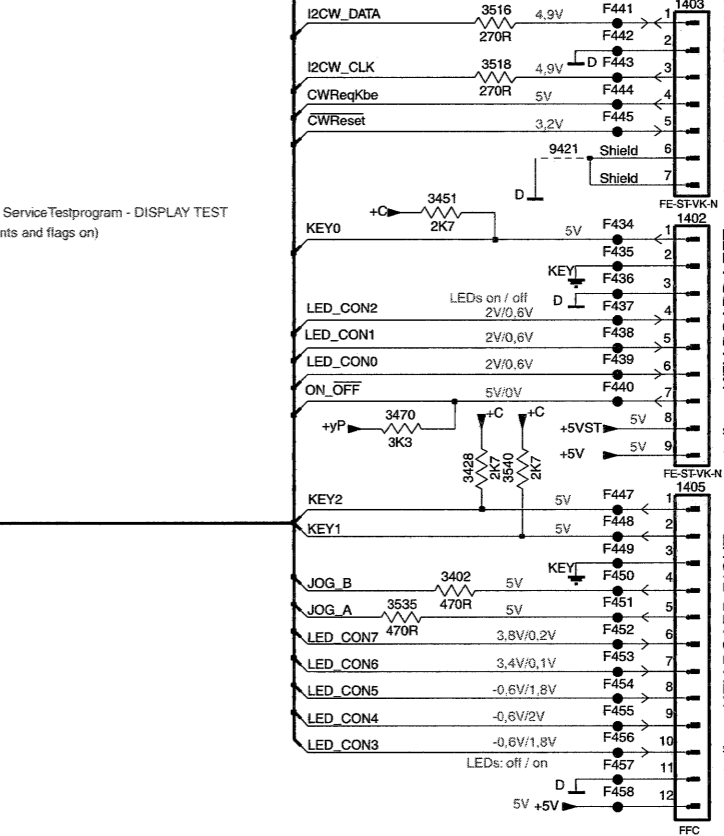 1403
I2CW_DATA 3516 270R 4,9V F441 1
F442 2
D
I2CW_CLK 3518 270R 4,9V F443 3
CWReqKbe 5V F444 4
CWReset 3,2V F445 5
9421 Shield 6
D Shield 7
FE-ST-VK-N
ServiceTestprogram - DISPLAY TEST
nts and flags on)
1402
+C 3451 2K7
KEY0 5V F434 1
F435 2
KEY
F436 3
D
LEDs on / off
LED_CON2 2V/0,6V F437 4
LED_CON1 2V/0,6V F438 5
LED_CON0 2V/0,6V F439 6
ON_OFF 5V/0V F440 7
+yP 3470 3K3
+C +C
+5VST 5V 8
+5V 5V 9
3428 2K7 3540 2K7
FE-ST-VK-N
1405
KEY2 5V F447 1
KEY1 5V F448 2
F449 3
KEY
JOG_B 3402 470R 5V F450 4
JOG_A 3535 470R 5V F451 5
LED_CON7 3,8V/0,2V F452 6
LED_CON6 3,4V/0,1V F453 7
LED_CON5 -0,6V/1,8V F454 8
LED_CON4 -0,6V/2V F455 9
LED_CON3 -0,6V/1,8V F456 10
LEDs: off / on
F457 11
D
5V +5V F458 12
FFC